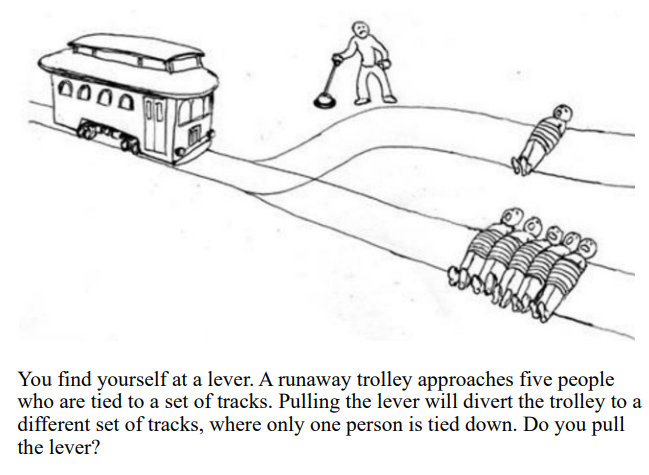 You find yourself at a lever. A runaway trolley approaches five people
who are tied to a set of tracks. Pulling the lever will divert the trolley to a
different set of tracks, where only one person is tied down. Do you pull
the lever?